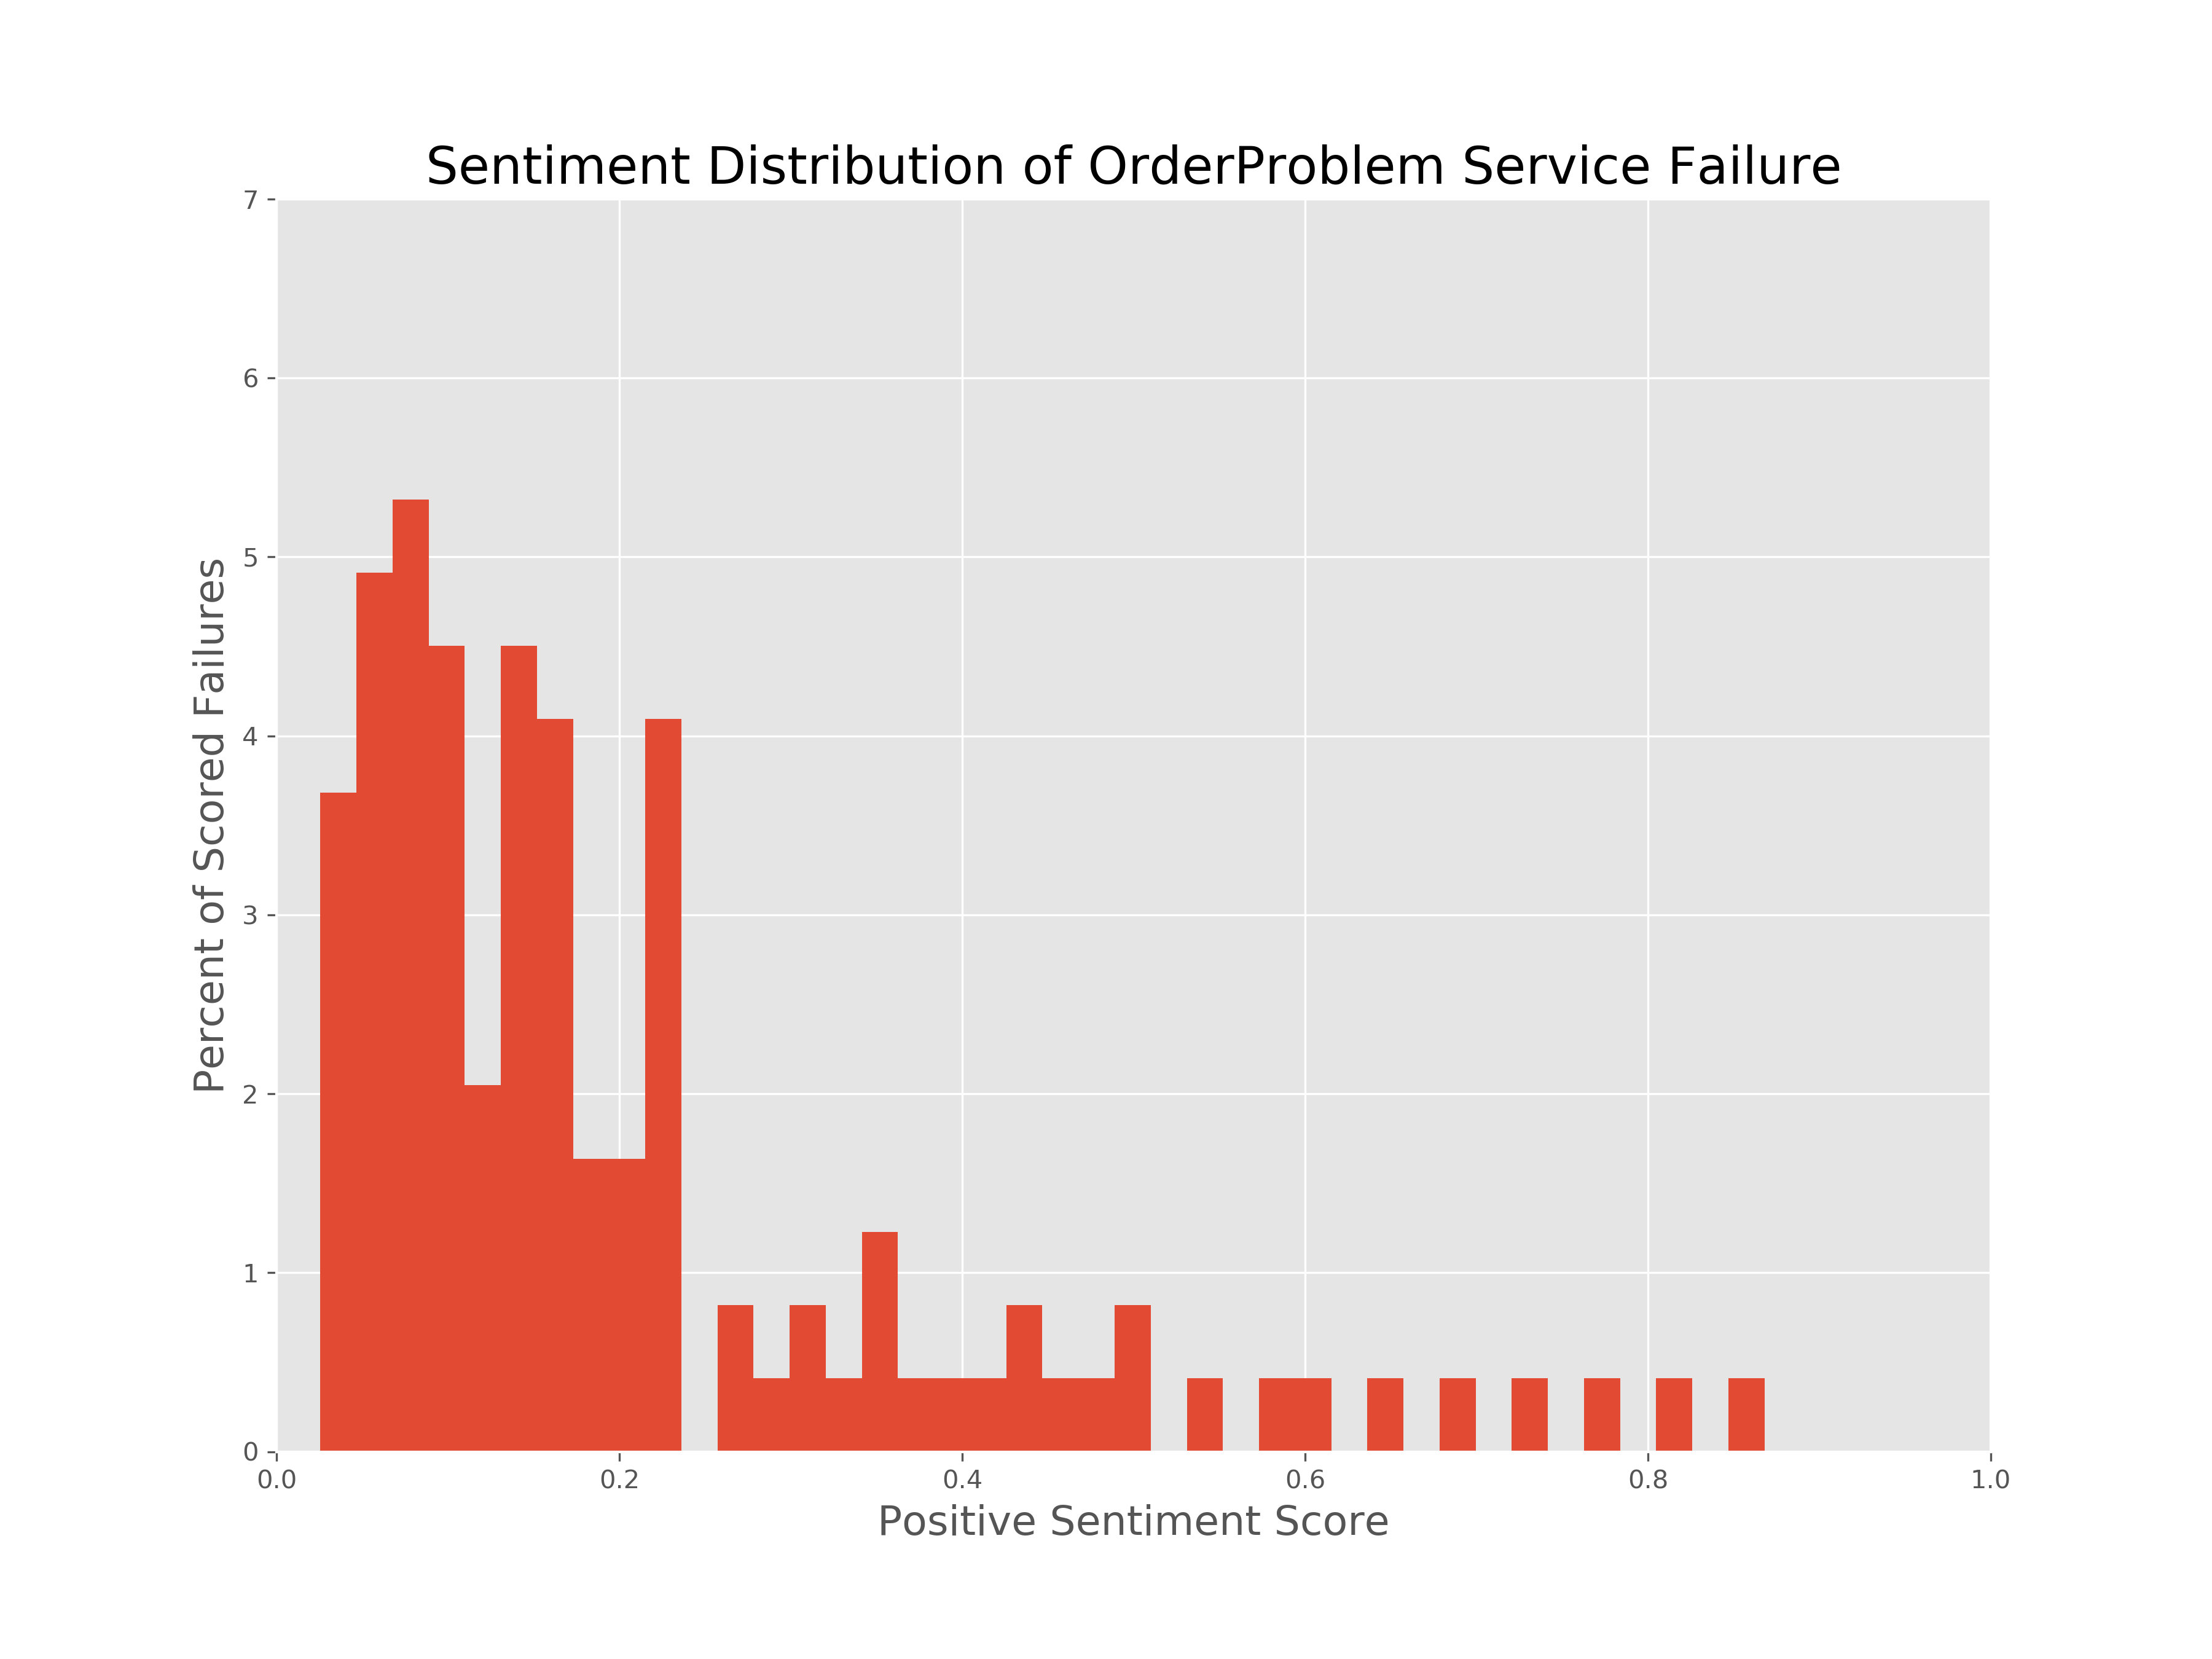 Sentiment Distribution of OrderProblem Service Failure
7
6
5
4
3
2
1
0
Percent of Scored Failures
0.0 0.2 0.4 0.6 0.8 1.0
Positive Sentiment Score